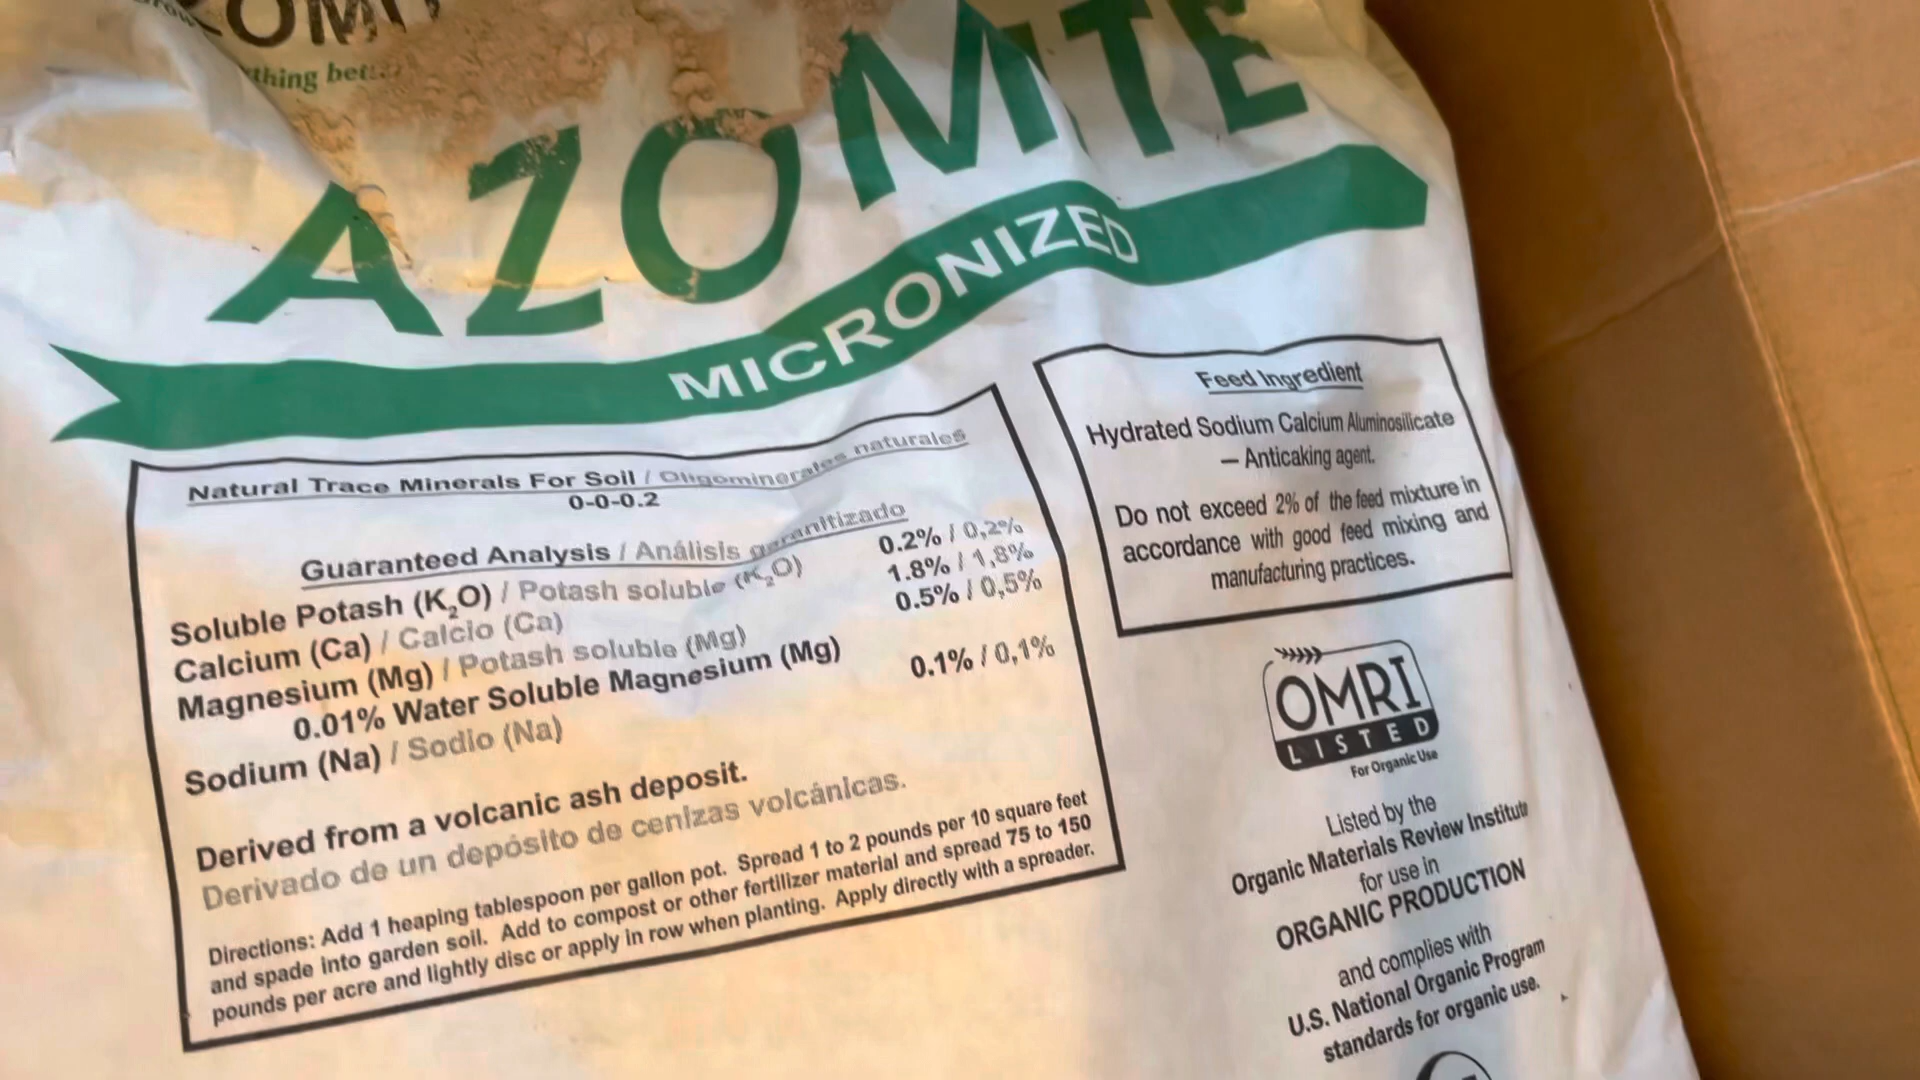 thing bet
AZOMITE
MICRONIZED
Natural Trace Minerals For Soil / Oligominerales naturales
0-0-0.2
Guaranteed Analysis / Análisis garantizado
Soluble Potash (K₂O) / Potash soluble (K₂O) 0.2% / 0,2%
Calcium (Ca) / Calcio (Ca) 1.8% / 1,8%
Magnesium (Mg) / Potash soluble (Mg) 0.5% / 0,5%
0.01% Water Soluble Magnesium (Mg)
Sodium (Na) / Sodio (Na) 0.1% / 0,1%
Derived from a volcanic ash deposit.
Derivado de un depósito de cenizas volcánicas.
Directions: Add 1 heaping tablespoon per gallon pot. Spread 1 to 2 pounds per 10 square feet
and spade into garden soil. Add to compost or other fertilizer material and spread 75 to 150
pounds per acre and lightly disc or apply in row when planting. Apply directly with a spreader.
Feed Ingredient
Hydrated Sodium Calcium Aluminosilicate
– Anticaking agent.
Do not exceed 2% of the feed mixture in
accordance with good feed mixing and
manufacturing practices.
OMRI
LISTED
For Organic Use
Listed by the
Organic Materials Review Institute
for use in
ORGANIC PRODUCTION
and complies with
U.S. National Organic Program
standards for organic use.